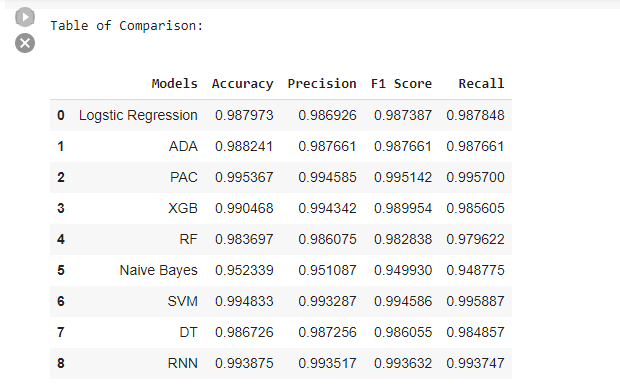 Table of Comparison:
Models Accuracy Precision F1 Score Recall
0 Logstic Regression 0.987973 0.986926 0.987387 0.987848
1 ADA 0.988241 0.987661 0.987661 0.987661
2 PAC 0.995367 0.994585 0.995142 0.995700
3 XGB 0.990468 0.994342 0.989954 0.985605
4 RF 0.983697 0.986075 0.982838 0.979622
5 Naive Bayes 0.952339 0.951087 0.949930 0.948775
6 SVM 0.994833 0.993287 0.994586 0.995887
7 DT 0.986726 0.987256 0.986055 0.984857
8 RNN 0.993875 0.993517 0.993632 0.993747